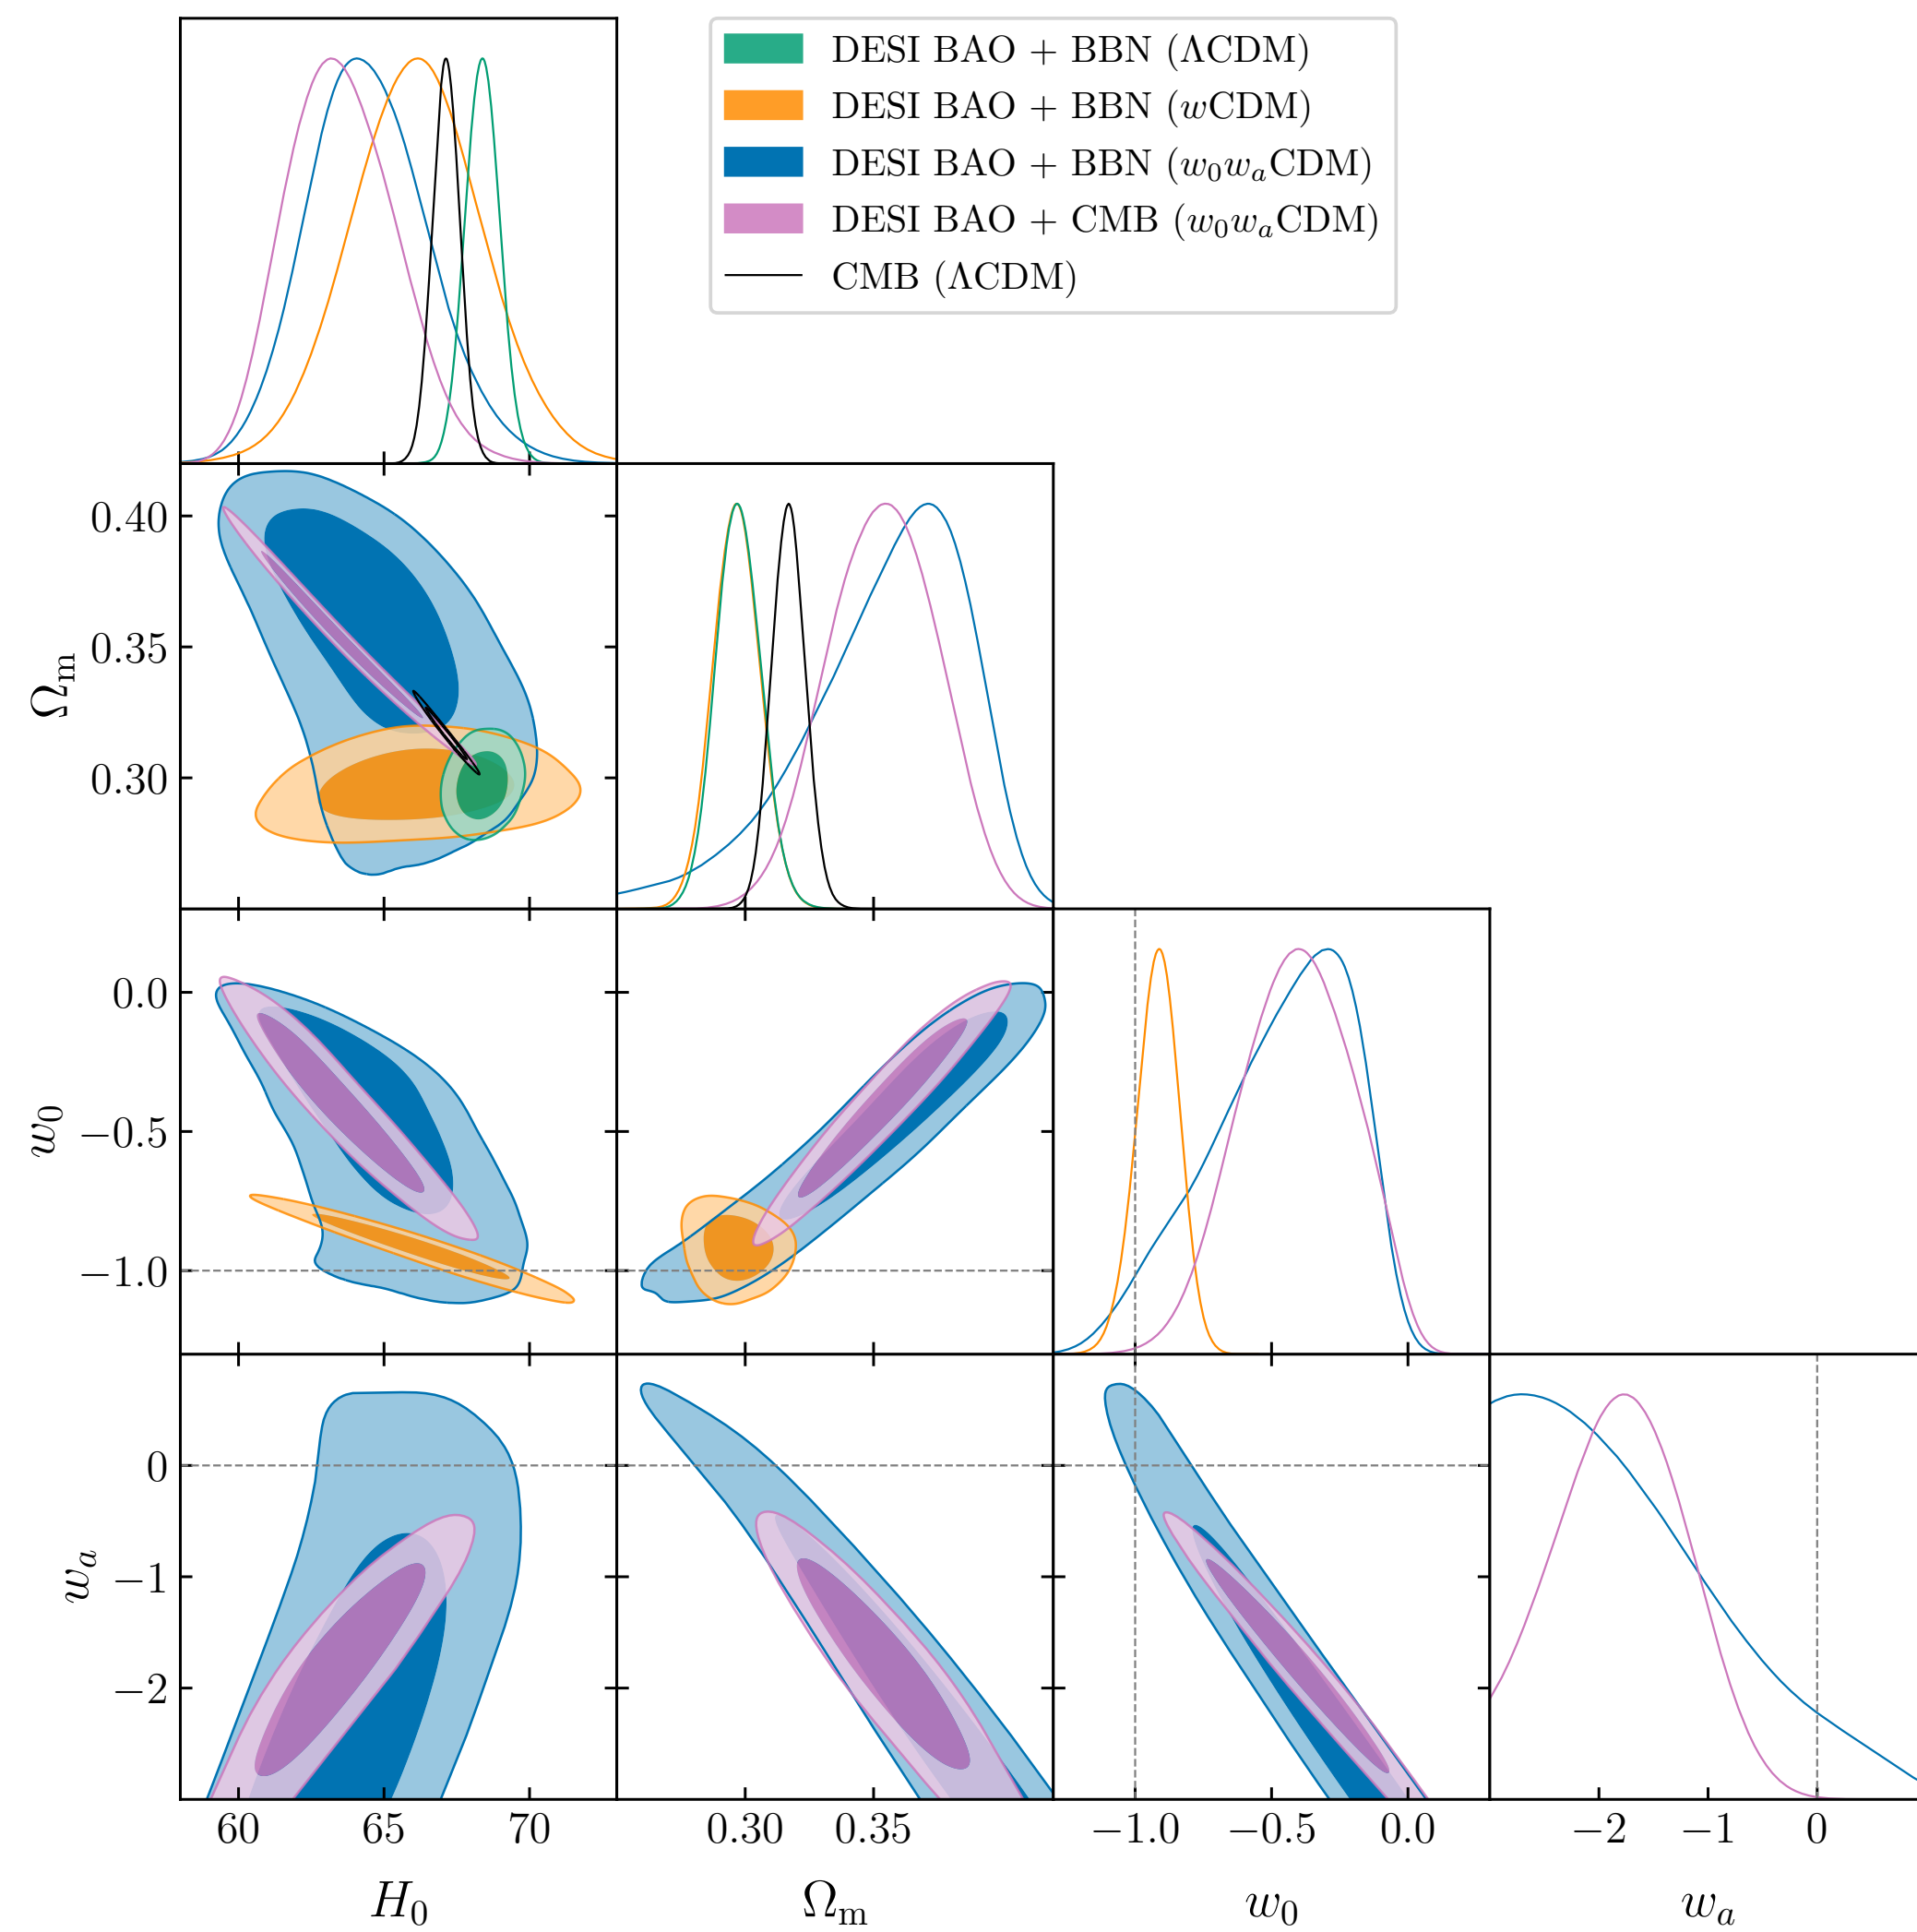 DESI BAO + BBN (ΛCDM)
DESI BAO + BBN (wCDM)
DESI BAO + BBN (w₀wₐCDM)
DESI BAO + CMB (w₀wₐCDM)
CMB (ΛCDM)
0.40
0.35
0.30
Ωₘ
0.0
−0.5
−1.0
w₀
0
−1
−2
wₐ
60 65 70 0.30 0.35 −1.0 −0.5 0.0 −2 −1 0
H₀ Ωₘ w₀ wₐ